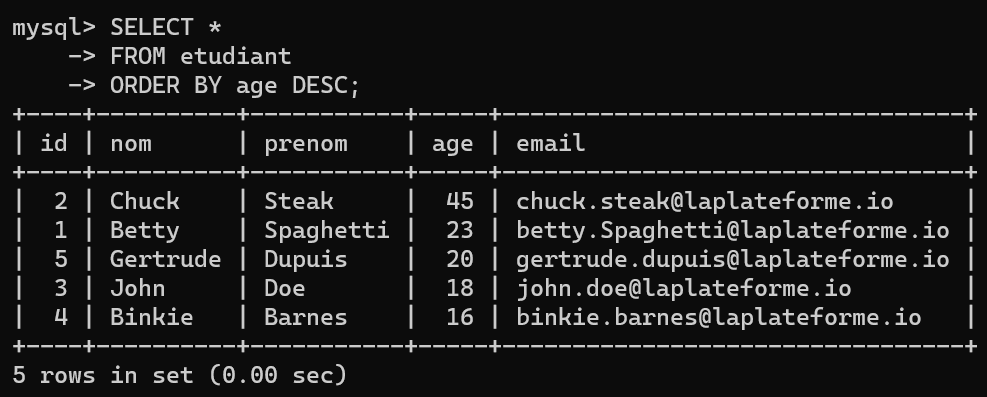 mysql> SELECT *
    -> FROM etudiant
    -> ORDER BY age DESC;
+----+----------+-----------+-----+---------------------------------+
| id | nom      | prenom    | age | email                           |
+----+----------+-----------+-----+---------------------------------+
|  2 | Chuck    | Steak     |  45 | chuck.steak@laplateforme.io     |
|  1 | Betty    | Spaghetti |  23 | betty.Spaghetti@laplateforme.io |
|  5 | Gertrude | Dupuis    |  20 | gertrude.dupuis@laplateforme.io |
|  3 | John     | Doe       |  18 | john.doe@laplateforme.io        |
|  4 | Binkie   | Barnes    |  16 | binkie.barnes@laplateforme.io   |
+----+----------+-----------+-----+---------------------------------+
5 rows in set (0.00 sec)